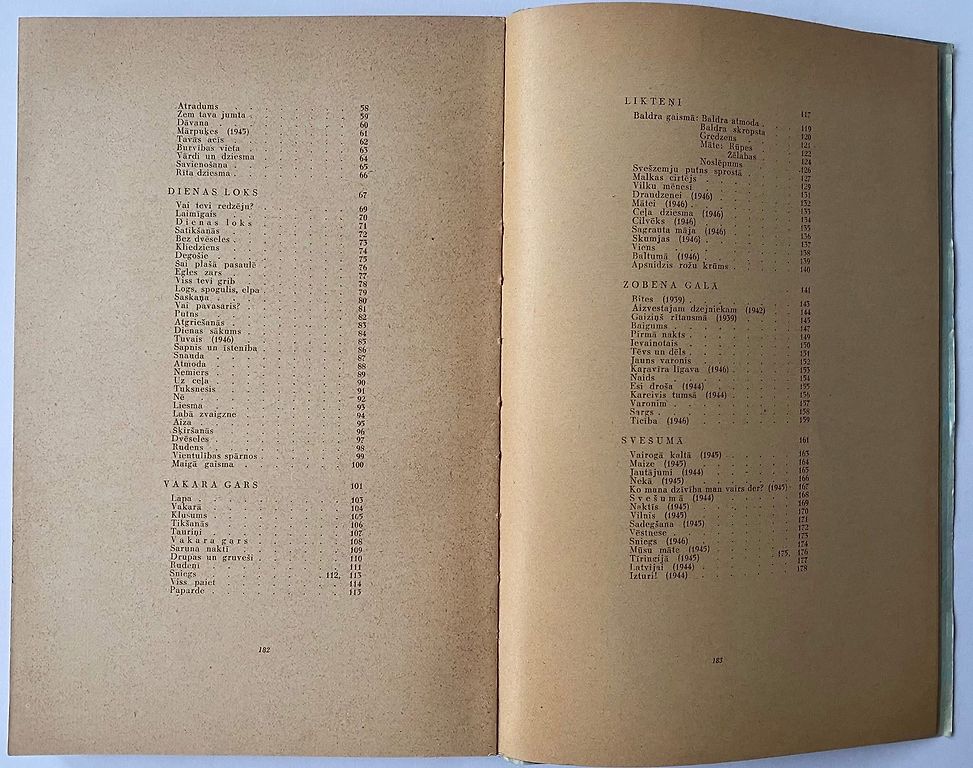 Atradums . . . . . . . . 58
Zem tava jumta . . . . . . . . 59
Dāvana . . . . . . . . 60
Mārpuķes (1945) . . . . . . . . 61
Tavas acis . . . . . . . . 62
Burvības vieta . . . . . . . . 63
Vārdi un dziesma . . . . . . . . 64
Savienošana . . . . . . . . 65
Rīta dziesma . . . . . . . . 66
DIENAS LOKS . . . . . . . . 67
Vai tevi redzēju? . . . . . . . . 69
Laimīgais . . . . . . . . 70
Dienas loks . . . . . . . . 71
Satikšanās . . . . . . . . 72
Bez dvēseles . . . . . . . . 73
Kliedziens . . . . . . . . 74
Degošie . . . . . . . . 75
Šai plašā pasaulē . . . . . . . . 76
Egles zars . . . . . . . . 77
Viss tevi grib . . . . . . . . 78
Logs, spogulis, elpa . . . . . . . . 79
Saskaņa . . . . . . . . 80
Vai pavasaris? . . . . . . . . 81
Putns . . . . . . . . 82
Atgriešanās . . . . . . . . 83
Dienas sākums . . . . . . . . 84
Tuvais (1946) . . . . . . . . 85
Sapnis un īstenība . . . . . . . . 86
Snauda . . . . . . . . 87
Atmoda . . . . . . . . 88
Nemiers . . . . . . . . 89
Uz ceļa . . . . . . . . 90
Tuksnesis . . . . . . . . 91
Nē . . . . . . . . 92
Liesma . . . . . . . . 93
Labā zvaigzne . . . . . . . . 94
Aiza . . . . . . . . 95
Šķiršanās . . . . . . . . 96
Dvēseles . . . . . . . . 97
Rudens . . . . . . . . 98
Vientulības spārnos . . . . . . . . 99
Maigā gaisma . . . . . . . . 100
VAKARA GARS . . . . . . . . 101
Lapa . . . . . . . . 103
Vakarā . . . . . . . . 104
Klusums . . . . . . . . 105
Tikšanās . . . . . . . . 106
Tauriņi . . . . . . . . 107
Vakara gars . . . . . . . . 108
Saruna naktī . . . . . . . . 109
Drupas un gruveši . . . . . . . . 110
Rudenī . . . . . . . . 111
Sniegs . . . . . . . . 112, 113
Viss paiet . . . . . . . . 114
Paparde . . . . . . . . 115
182
LIKTEŅI . . . . . . . . 117
Baldra gaismā: Baldra atmoda . . . . 119
Baldra skropsta . . . . 120
Gredzens . . . . 121
Māte: Rūpes . . . . 122
Žēlabas . . . . 124
Noslēpums . . . . 126
Svešzemju putns sprostā . . . . 127
Malkas cirtējs . . . . . . . . 129
Vilku mēnesī . . . . . . . . 131
Draudzenei (1946) . . . . . . . . 132
Mātei (1946) . . . . . . . . 133
Ceļa dziesma (1946) . . . . . . . . 134
Cilvēks (1946) . . . . . . . . 135
Sagrauta māja (1946) . . . . . . . . 136
Skumjas (1946) . . . . . . . . 137
Viens . . . . . . . . 138
Baltumā (1946) . . . . . . . . 139
Apsnidzis rožu krūms . . . . . . . . 140
ZOBENA GALĀ . . . . . . . . 141
Rītes (1939) . . . . . . . . 143
Aizvestajam dzejniekam (1942) . . . . 144
Gaiziņš rītausmā (1939) . . . . . . . . 145
Baigums . . . . . . . . 147
Pirmā nakts . . . . . . . . 149
Ievainotais . . . . . . . . 150
Tēvs un dēls . . . . . . . . 151
Jauns varonis . . . . . . . . 152
Kaŗavīra līgava (1946) . . . . . . . . 153
Naids . . . . . . . . 154
Esi droša (1944) . . . . . . . . 155
Kareivis tumsā (1944) . . . . . . . . 156
Varonim . . . . . . . . 157
Sargs . . . . . . . . 158
Ticība (1946) . . . . . . . . 159
SVEŠUMĀ . . . . . . . . 161
Vairogā kaltā (1945) . . . . . . . . 163
Maize (1945) . . . . . . . . 164
Jautājumi (1944) . . . . . . . . 165
Nekā (1945) . . . . . . . . 166
Ko mana dzīvība man vairs der? (1945) . 167
Svešumā (1944) . . . . . . . . 168
Naktis (1945) . . . . . . . . 169
Vilnis (1945) . . . . . . . . 170
Sadegšana (1945) . . . . . . . . 171
Vēstnese . . . . . . . . 172
Sniegs (1946) . . . . . . . . 173
Mūsu māte (1945) . . . . . . . . 174
Tīringijā (1945) . . . . . . . . 175, 176
Latvijai (1944) . . . . . . . . 177
Izturi! (1944) . . . . . . . . 178
183